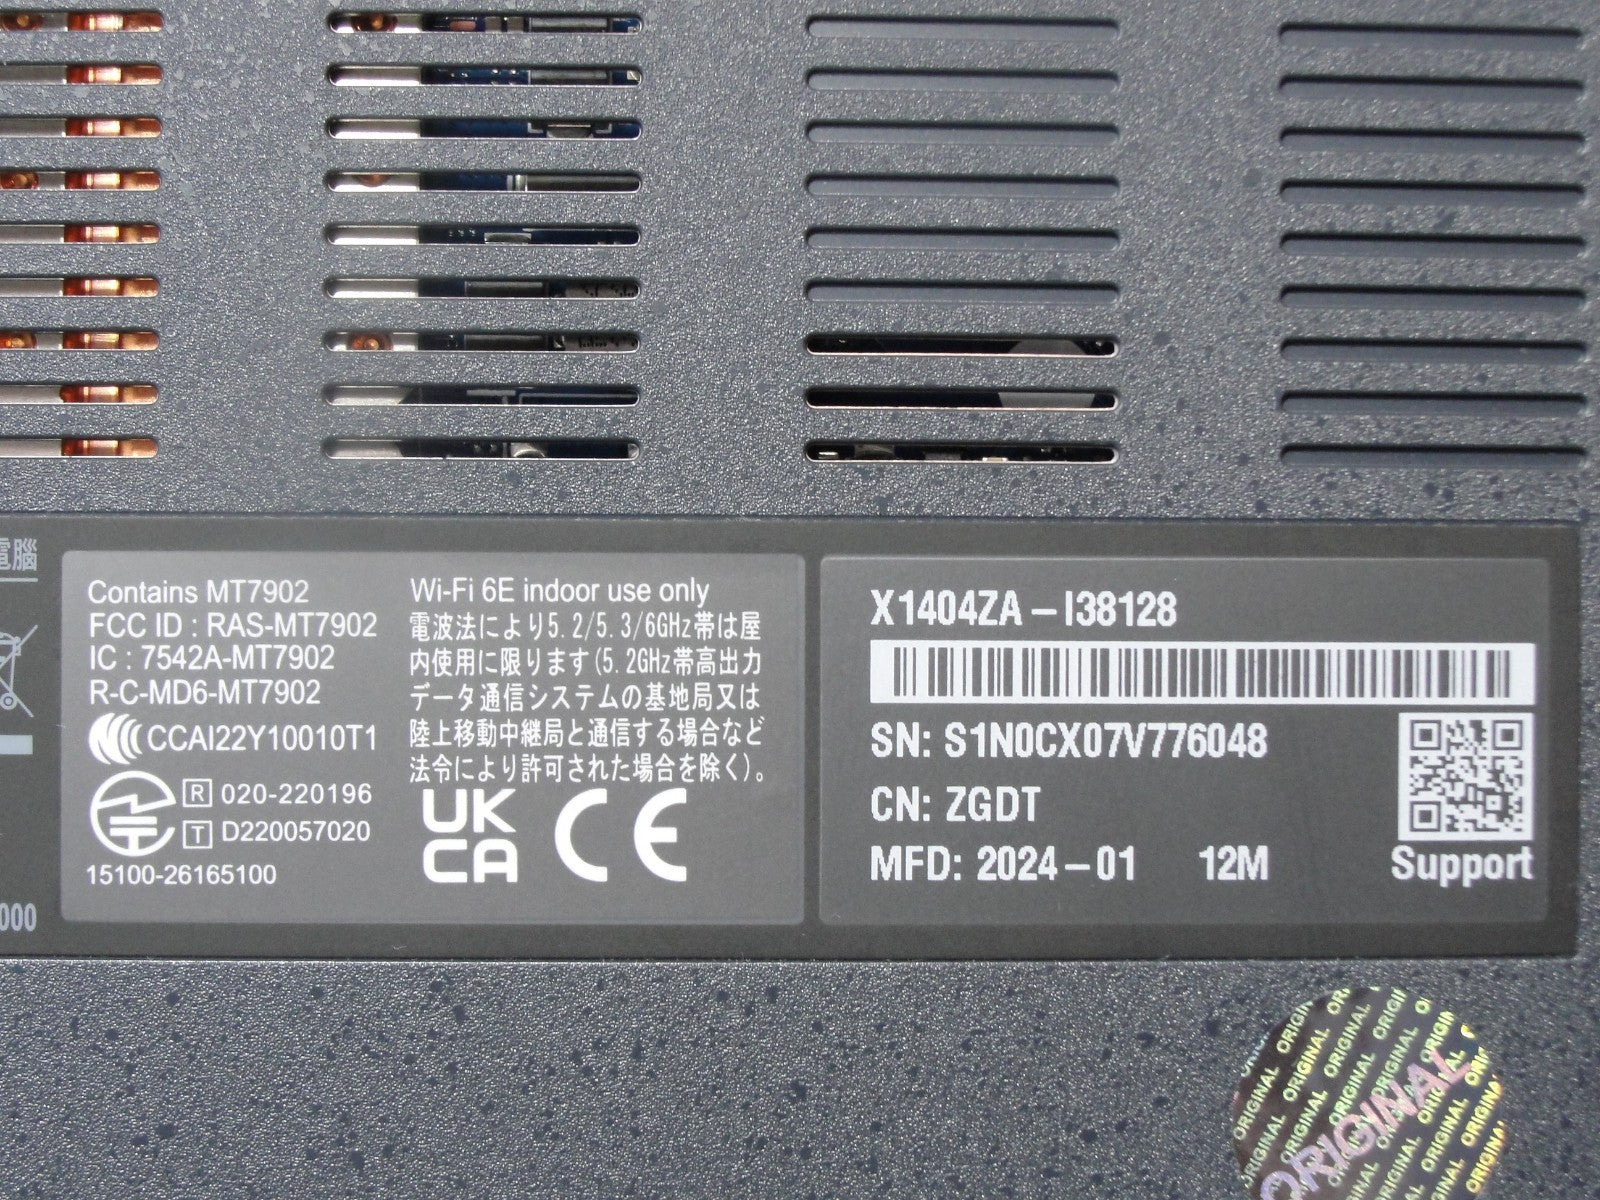 電腦
000
Contains MT7902
FCC ID : RAS-MT7902
IC : 7542A-MT7902
R-C-MD6-MT7902
CCAI22Y10010T1
R 020-220196
T D220057020
15100-26165100
Wi-Fi 6E indoor use only
電波法により5.2/5.3/6GHz帯は屋
内使用に限ります(5.2GHz帯高出力
データ通信システムの基地局又は
陸上移動中継局と通信する場合など
法令により許可された場合を除く)。
UK
CA
CE
X1404ZA-I38128
SN: S1N0CX07V776048
CN: ZGDT
MFD: 2024-01 12M
Support
ORIGINAL
ORIGINAL ORIGINAL ORIGINAL ORIGINAL